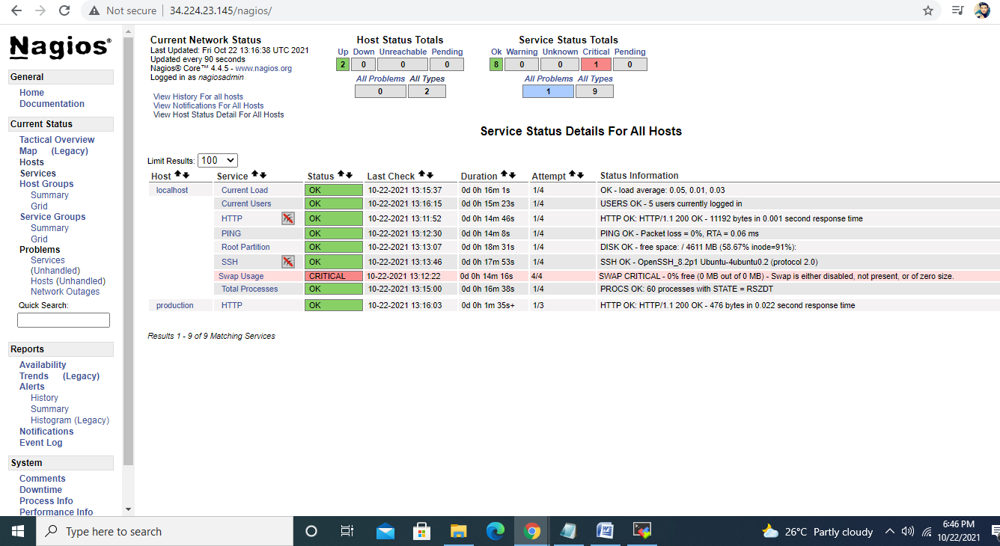 Not secure | 34.224.23.145/nagios/
Nagios®
General
Home
Documentation
Current Status
Tactical Overview
Map (Legacy)
Hosts
Services
Host Groups
Summary
Grid
Service Groups
Summary
Grid
Problems
Services
(Unhandled)
Hosts (Unhandled)
Network Outages
Quick Search:
Reports
Availability
Trends (Legacy)
Alerts
History
Summary
Histogram (Legacy)
Notifications
Event Log
System
Comments
Downtime
Process Info
Performance Info
Current Network Status
Last Updated: Fri Oct 22 13:16:38 UTC 2021
Updated every 90 seconds
Nagios® Core™ 4.4.5 - www.nagios.org
Logged in as nagiosadmin
View History For all hosts
View Notifications For All Hosts
View Host Status Detail For All Hosts
Host Status Totals
Up Down Unreachable Pending
2 0 0 0
All Problems All Types
0 2
Service Status Totals
Ok Warning Unknown Critical Pending
8 0 0 1 0
All Problems All Types
1 9
Service Status Details For All Hosts
Limit Results: 100
Host Service Status Last Check Duration Attempt Status Information
localhost Current Load OK 10-22-2021 13:15:37 0d 0h 16m 1s 1/4 OK - load average: 0.05, 0.01, 0.03
Current Users OK 10-22-2021 13:16:15 0d 0h 15m 23s 1/4 USERS OK - 5 users currently logged in
HTTP OK 10-22-2021 13:11:52 0d 0h 14m 46s 1/4 HTTP OK: HTTP/1.1 200 OK - 11192 bytes in 0.001 second response time
PING OK 10-22-2021 13:12:30 0d 0h 14m 8s 1/4 PING OK - Packet loss = 0%, RTA = 0.06 ms
Root Partition OK 10-22-2021 13:13:07 0d 0h 18m 31s 1/4 DISK OK - free space: / 4611 MB (58.67% inode=91%):
SSH OK 10-22-2021 13:13:46 0d 0h 17m 53s 1/4 SSH OK - OpenSSH_8.2p1 Ubuntu-4ubuntu0.2 (protocol 2.0)
Swap Usage CRITICAL 10-22-2021 13:12:22 0d 0h 14m 16s 4/4 SWAP CRITICAL - 0% free (0 MB out of 0 MB) - Swap is either disabled, not present, or of zero size.
Total Processes OK 10-22-2021 13:15:00 0d 0h 16m 38s 1/4 PROCS OK: 60 processes with STATE = RSZDT
production HTTP OK 10-22-2021 13:16:03 0d 0h 1m 35s+ 1/3 HTTP OK: HTTP/1.1 200 OK - 476 bytes in 0.022 second response time
Results 1 - 9 of 9 Matching Services
Type here to search
26°C Partly cloudy
6:46 PM
10/22/2021